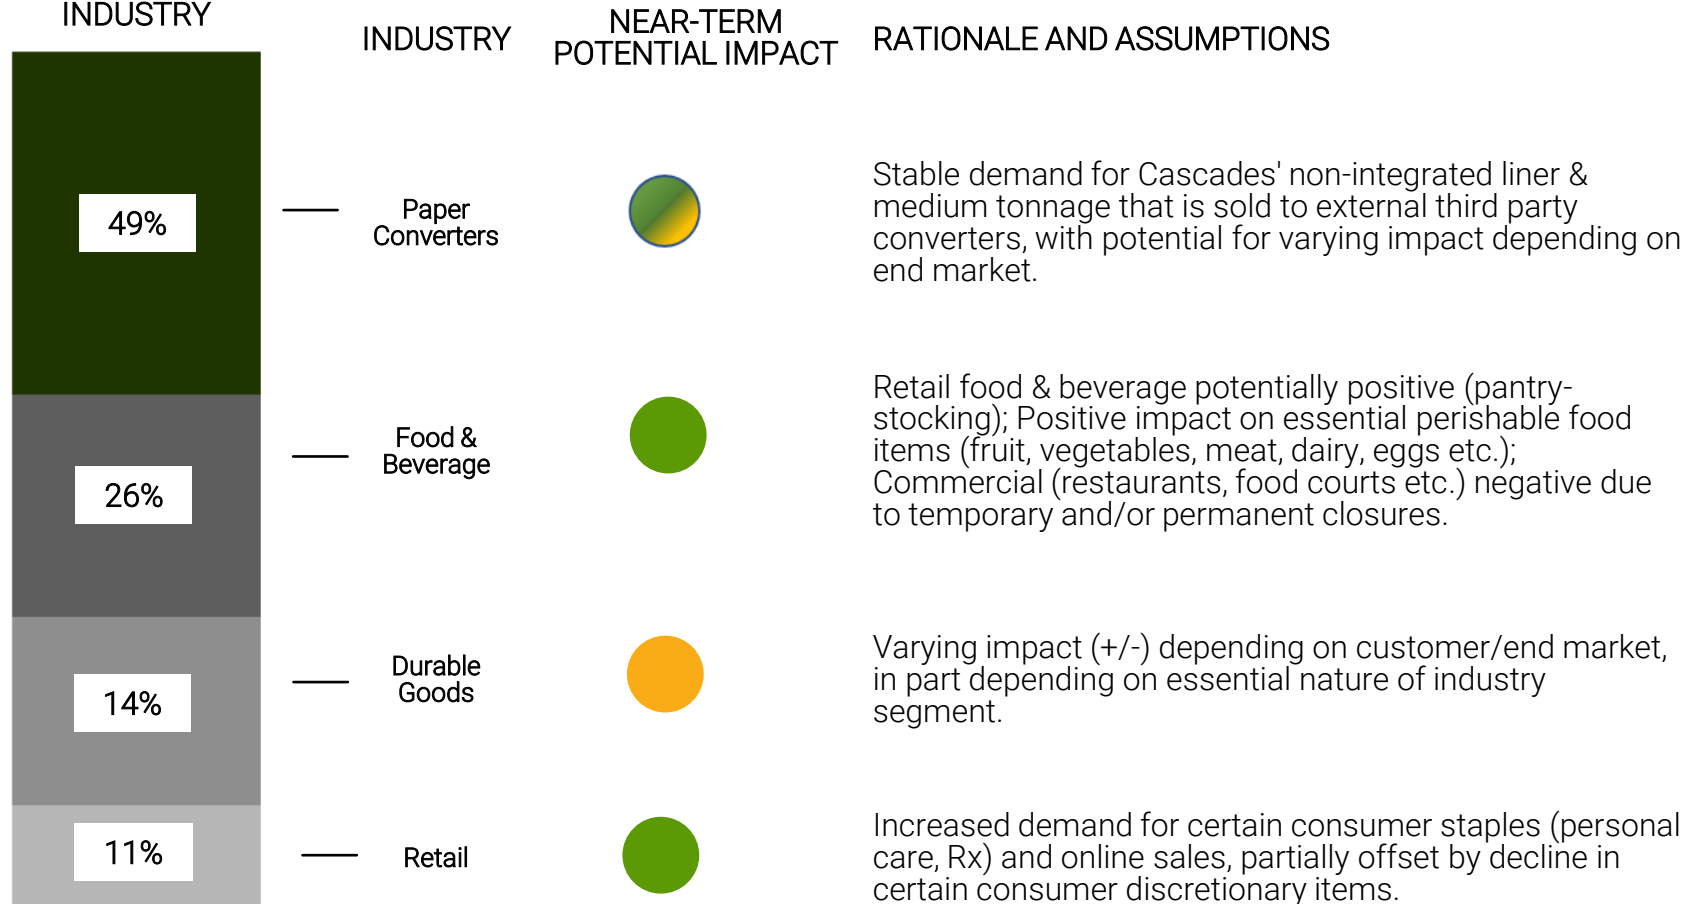 INDUSTRY
INDUSTRY
NEAR-TERM
POTENTIAL IMPACT
RATIONALE AND ASSUMPTIONS
49%
Paper
Converters
Stable demand for Cascades' non-integrated liner &
medium tonnage that is sold to external third party
converters, with potential for varying impact depending on
end market.
26%
Food &
Beverage
Retail food & beverage potentially positive (pantry-
stocking); Positive impact on essential perishable food
items (fruit, vegetables, meat, dairy, eggs etc.);
Commercial (restaurants, food courts etc.) negative due
to temporary and/or permanent closures.
14%
Durable
Goods
Varying impact (+/-) depending on customer/end market,
in part depending on essential nature of industry
segment.
11%
Retail
Increased demand for certain consumer staples (personal
care, Rx) and online sales, partially offset by decline in
certain consumer discretionary items.